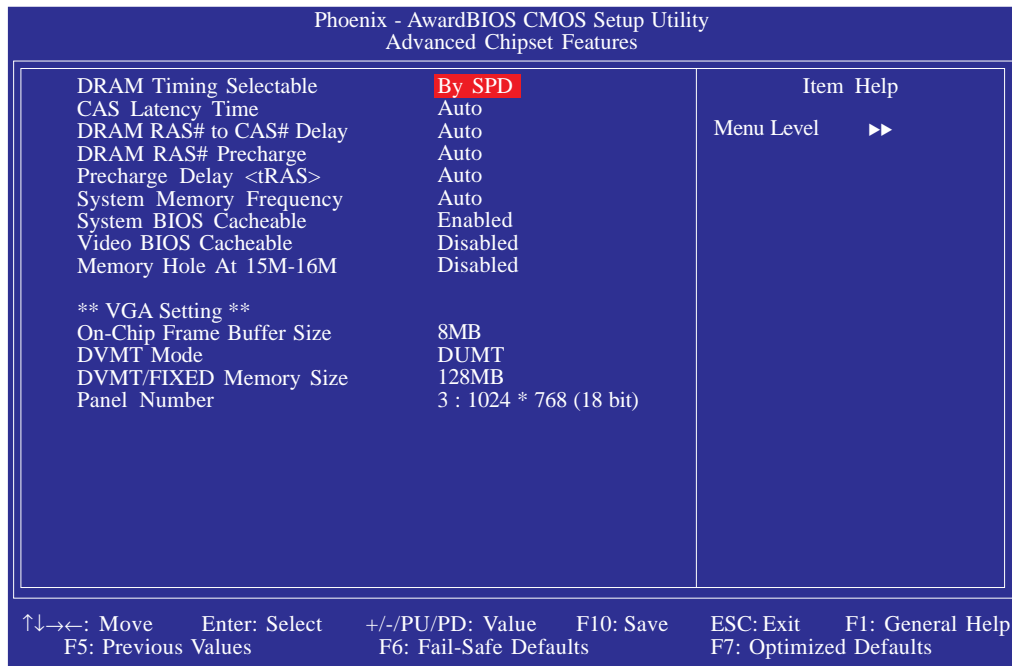 Phoenix - AwardBIOS CMOS Setup Utility
Advanced Chipset Features
DRAM Timing Selectable By SPD
CAS Latency Time Auto
DRAM RAS# to CAS# Delay Auto
DRAM RAS# Precharge Auto
Precharge Delay <tRAS> Auto
System Memory Frequency Auto
System BIOS Cacheable Enabled
Video BIOS Cacheable Disabled
Memory Hole At 15M-16M Disabled
** VGA Setting **
On-Chip Frame Buffer Size 8MB
DVMT Mode DUMT
DVMT/FIXED Memory Size 128MB
Panel Number 3 : 1024 * 768 (18 bit)
Item Help
Menu Level ▶▶
↑↓→←: Move Enter: Select +/-/PU/PD: Value F10: Save ESC: Exit F1: General Help
F5: Previous Values F6: Fail-Safe Defaults F7: Optimized Defaults